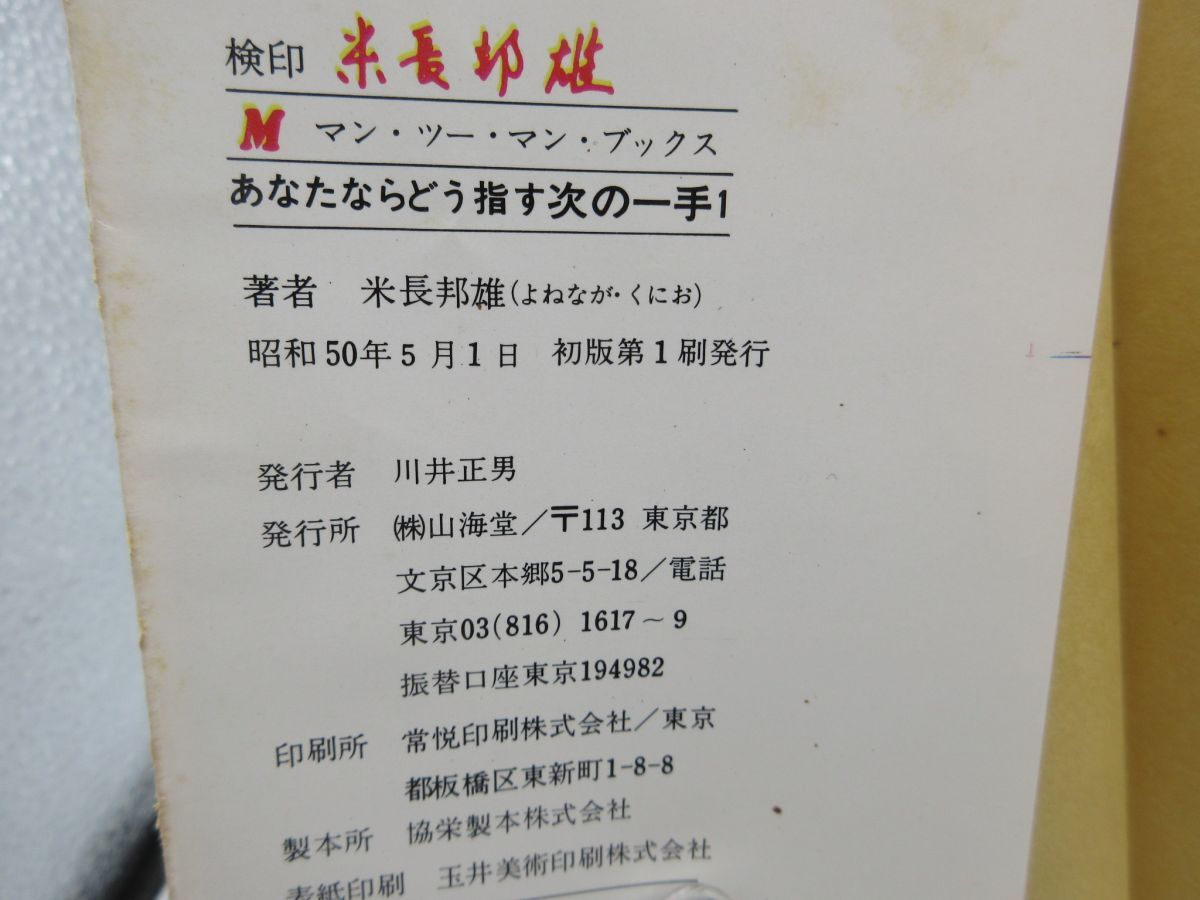 検印 米長邦雄
M マン・ツー・マン・ブックス
あなたならどう指す次の一手1
著者 米長邦雄(よねなが・くにお)
昭和50年5月1日 初版第1刷発行
発行者 川井正男
発行所 ㈱山海堂／〒113 東京都
文京区本郷5-5-18／電話
東京03(816) 1617～9
振替口座東京194982
印刷所 常悦印刷株式会社／東京
都板橋区東新町1-8-8
製本所 協栄製本株式会社
表紙印刷 玉井美術印刷株式会社